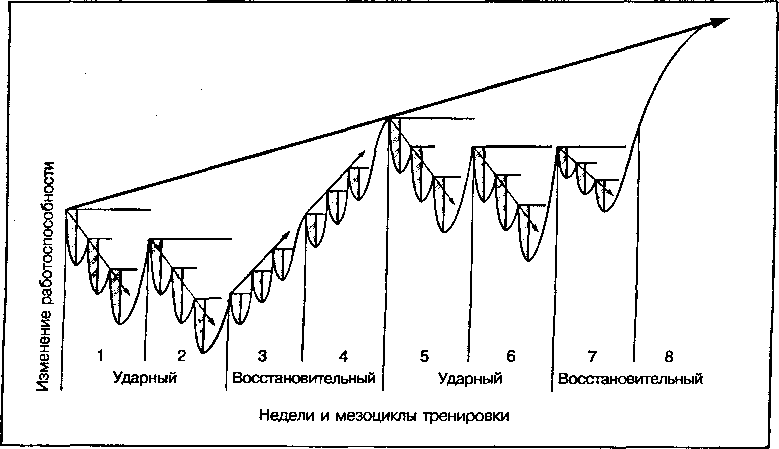 Изменение работоспособности
1 2 3 4 5 6 7 8
Ударный Восстановительный Ударный Восстановительный
Недели и мезоциклы тренировки